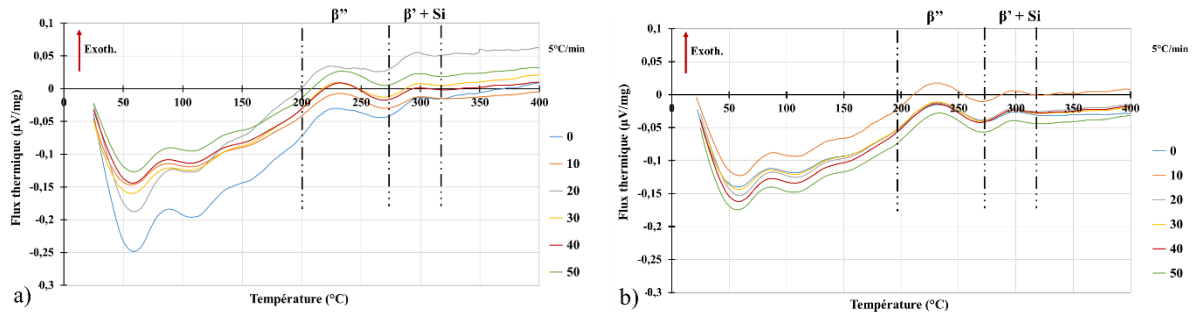 β’’ β’ + Si
0,1
0,05
0
-0,05
-0,1
-0,15
-0,2
-0,25
-0,3
Flux thermique (µV/mg)
Exoth.
5°C/min
0 50 100 150 200 250 300 350 400
Température (°C)
0
10
20
30
40
50
a)
β’’ β’ + Si
0,1
0,05
0
-0,05
-0,1
-0,15
-0,2
-0,25
-0,3
Flux thermique (µV/mg)
Exoth.
5°C/min
0 50 100 150 200 250 300 350 400
Température (°C)
0
10
20
30
40
50
b)